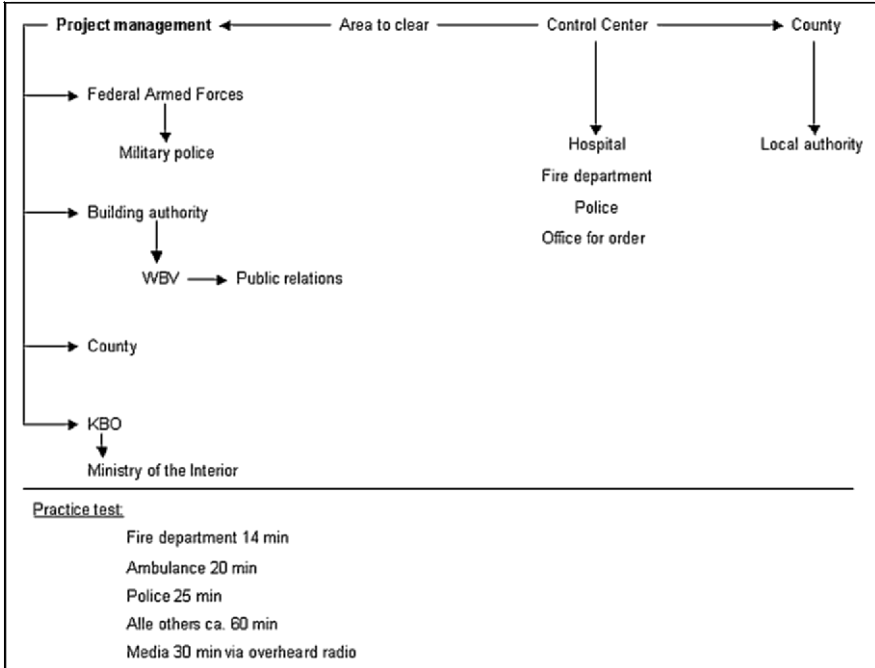 Project management Area to clear Control Center County
Federal Armed Forces
Military police Hospital Local authority
Fire department
Building authority Police
Office for order
WBV Public relations
County
KBO
Ministry of the Interior
Practice test:
Fire department 14 min
Ambulance 20 min
Police 25 min
Alle others ca. 60 min
Media 30 min via overheard radio